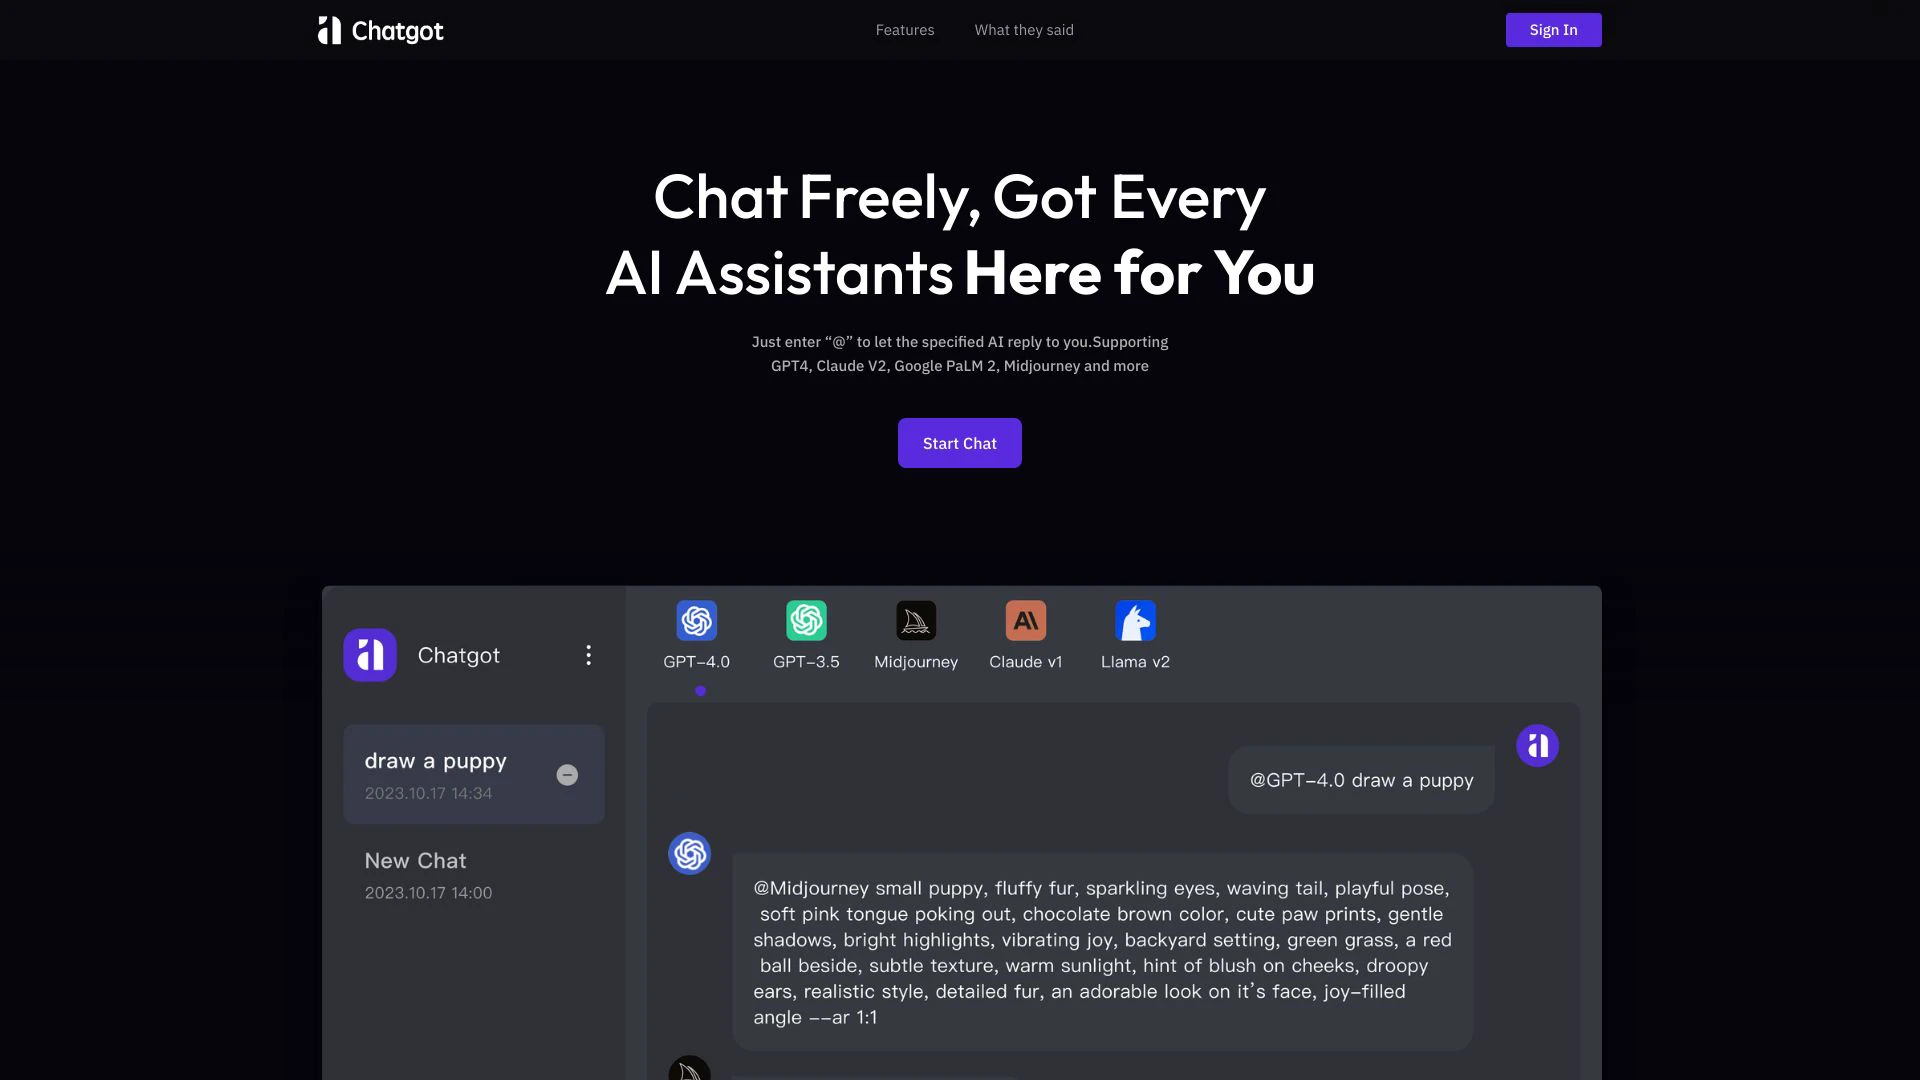 Chatgot
Features
What they said
Sign In
Chat Freely, Got Every
AI Assistants Here for You
Just enter “@” to let the specified AI reply to you.Supporting
GPT4, Claude V2, Google PaLM 2, Midjourney and more
Start Chat
Chatgot
GPT-4.0
GPT-3.5
Midjourney
Claude v1
Llama v2
draw a puppy
2023.10.17 14:34
New Chat
2023.10.17 14:00
@GPT-4.0 draw a puppy
@Midjourney small puppy, fluffy fur, sparkling eyes, waving tail, playful pose,
soft pink tongue poking out, chocolate brown color, cute paw prints, gentle
shadows, bright highlights, vibrating joy, backyard setting, green grass, a red
ball beside, subtle texture, warm sunlight, hint of blush on cheeks, droopy
ears, realistic style, detailed fur, an adorable look on it's face, joy-filled
angle --ar 1:1